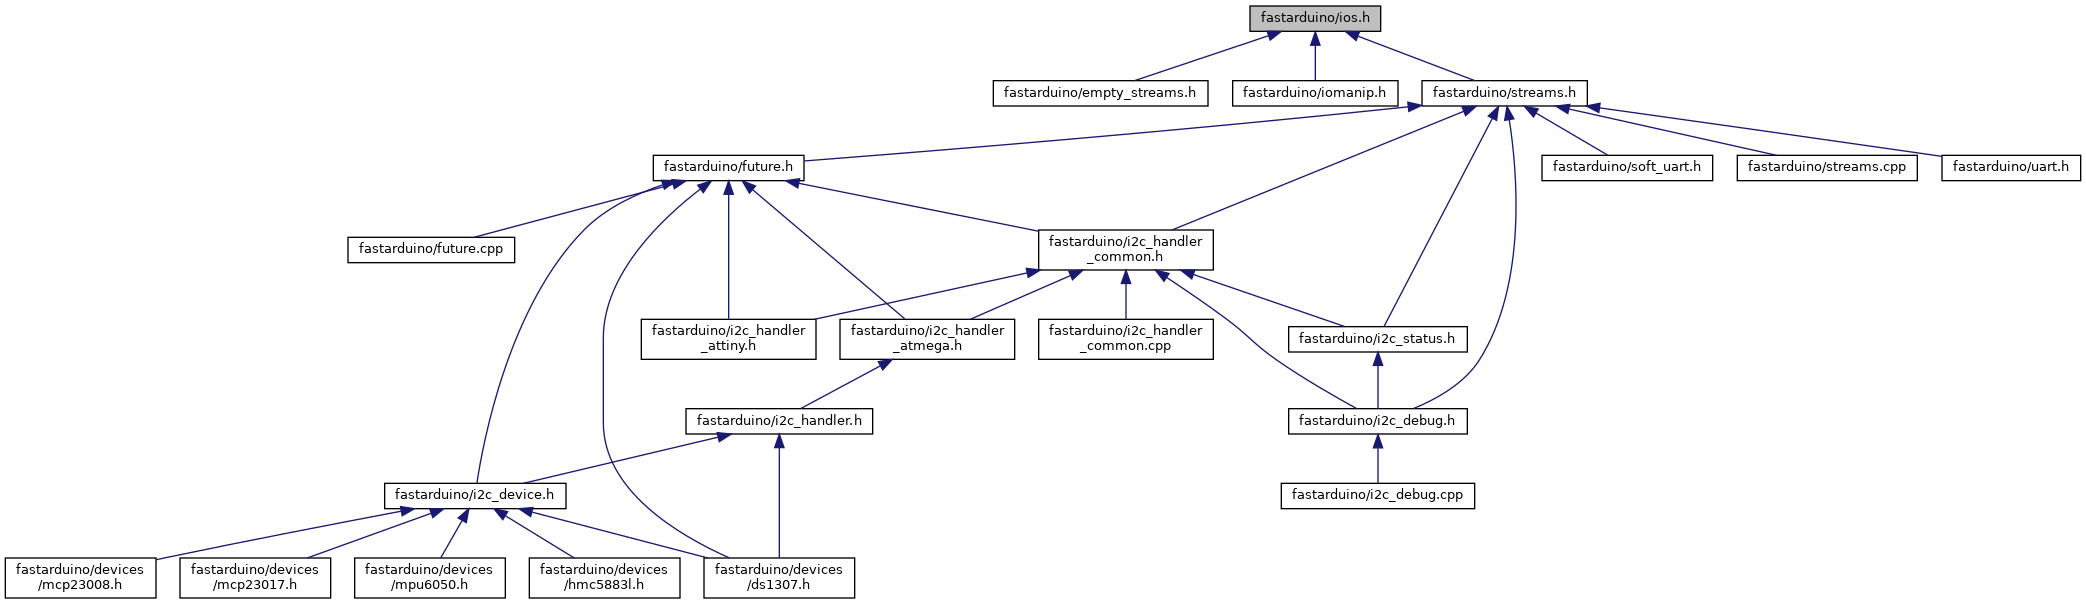 fastarduino/ios.h
fastarduino/empty_streams.h
fastarduino/iomanip.h
fastarduino/streams.h
fastarduino/future.h
fastarduino/soft_uart.h
fastarduino/streams.cpp
fastarduino/uart.h
fastarduino/future.cpp
fastarduino/i2c_handler
_common.h
fastarduino/i2c_handler
_attiny.h
fastarduino/i2c_handler
_atmega.h
fastarduino/i2c_handler
_common.cpp
fastarduino/i2c_status.h
fastarduino/i2c_handler.h
fastarduino/i2c_debug.h
fastarduino/i2c_device.h
fastarduino/i2c_debug.cpp
fastarduino/devices
/mcp23008.h
fastarduino/devices
/mcp23017.h
fastarduino/devices
/mpu6050.h
fastarduino/devices
/hmc5883l.h
fastarduino/devices
/ds1307.h